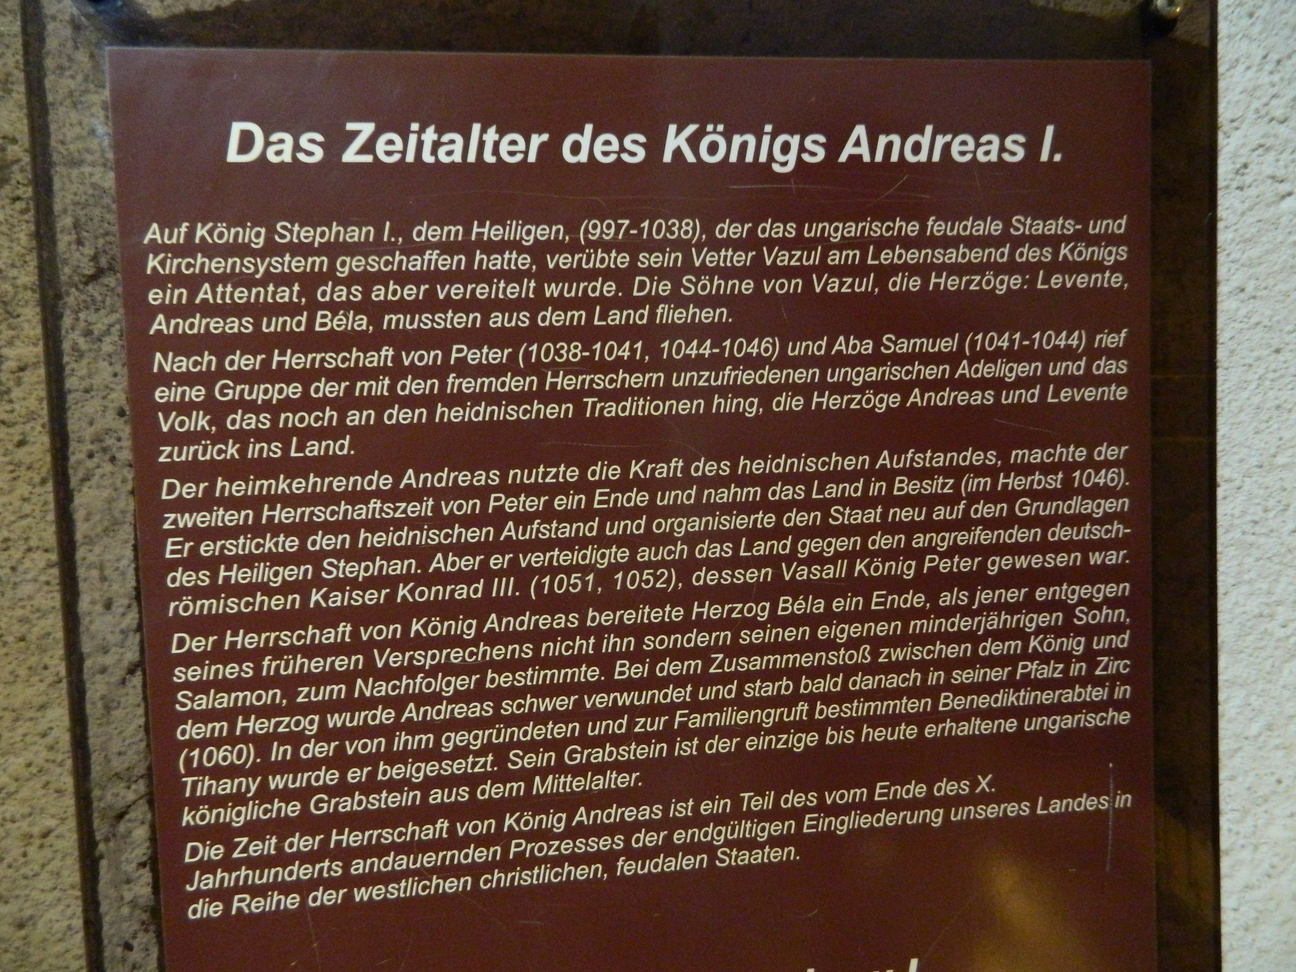 Das Zeitalter des Königs Andreas I.
Auf König Stephan I., dem Heiligen, (997-1038), der das ungarische feudale Staats- und
Kirchensystem geschaffen hatte, verübte sein Vetter Vazul am Lebensabend des Königs
ein Attentat, das aber vereitelt wurde. Die Söhne von Vazul, die Herzöge: Levente,
Andreas und Béla, mussten aus dem Land fliehen.
Nach der Herrschaft von Peter (1038-1041, 1044-1046) und Aba Samuel (1041-1044) rief
eine Gruppe der mit den fremden Herrschern unzufriedenen ungarischen Adeligen und das
Volk, das noch an den heidnischen Traditionen hing, die Herzöge Andreas und Levente
zurück ins Land.
Der heimkehrende Andreas nutzte die Kraft des heidnischen Aufstandes, machte der
zweiten Herrschaftszeit von Peter ein Ende und nahm das Land in Besitz (im Herbst 1046).
Er erstickte den heidnischen Aufstand und organisierte den Staat neu auf den Grundlagen
des Heiligen Stephan. Aber er verteidigte auch das Land gegen den angreifenden deutsch-
römischen Kaiser Konrad III. (1051, 1052), dessen Vasall König Peter gewesen war.
Der Herrschaft von König Andreas bereitete Herzog Béla ein Ende, als jener entgegen
seines früheren Versprechens nicht ihn sondern seinen eigenen minderjährigen Sohn,
Salamon, zum Nachfolger bestimmte. Bei dem Zusammenstoß zwischen dem König und
dem Herzog wurde Andreas schwer verwundet und starb bald danach in seiner Pfalz in Zirc
(1060). In der von ihm gegründeten und zur Familiengruft bestimmten Benediktinerabtei in
Tihany wurde er beigesetzt. Sein Grabstein ist der einzige bis heute erhaltene ungarische
königliche Grabstein aus dem Mittelalter.
Die Zeit der Herrschaft von König Andreas ist ein Teil des vom Ende des X.
Jahrhunderts andauernden Prozesses der endgültigen Eingliederung unseres Landes in
die Reihe der westlichen christlichen, feudalen Staaten.